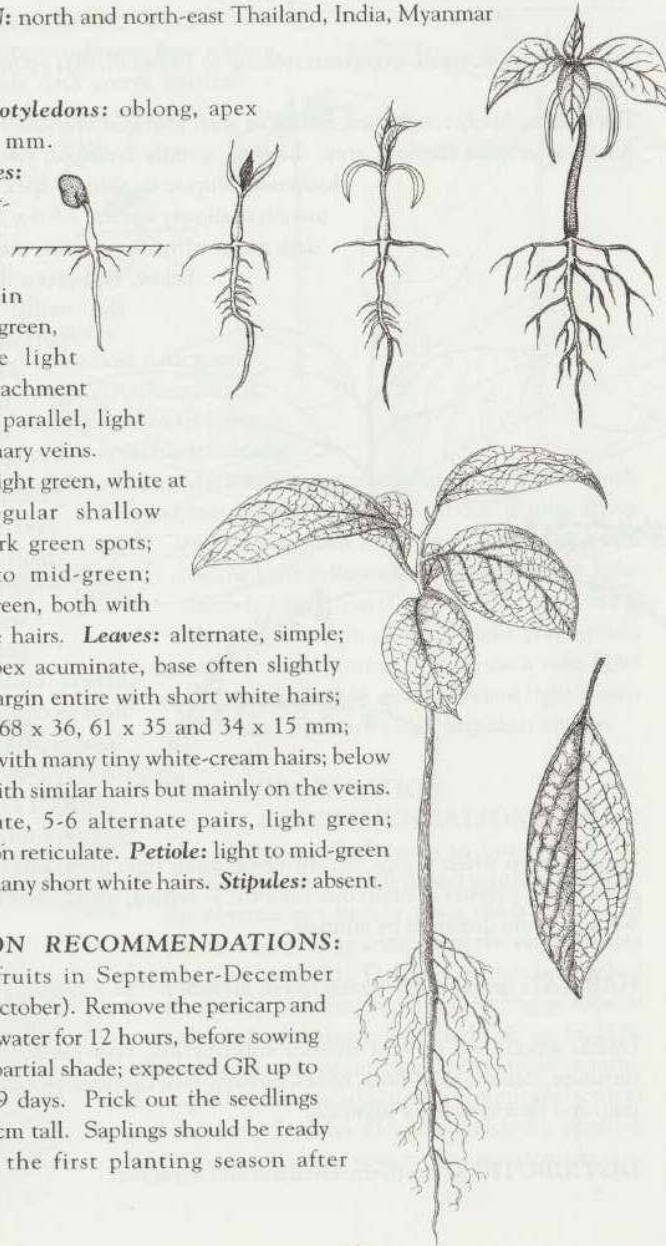 N: north and north-east Thailand, India, Myanmar
otyledons: oblong, apex
mm.
es:
r-
in
green,
e light
achment
parallel, light
nary veins.
ight green, white at
egular shallow
rk green spots;
to mid-green;
reen, both with
e hairs. Leaves: alternate, simple;
pex acuminate, base often slightly
argin entire with short white hairs;
68 x 36, 61 x 35 and 34 x 15 mm;
with many tiny white-cream hairs; below
ith similar hairs but mainly on the veins.
ate, 5-6 alternate pairs, light green;
on reticulate. Petiole: light to mid-green
any short white hairs. Stipules: absent.
ON RECOMMENDATIONS:
fruits in September-December
ctober). Remove the pericarp and
water for 12 hours, before sowing
partial shade; expected GR up to
9 days. Prick out the seedlings
cm tall. Saplings should be ready
the first planting season after